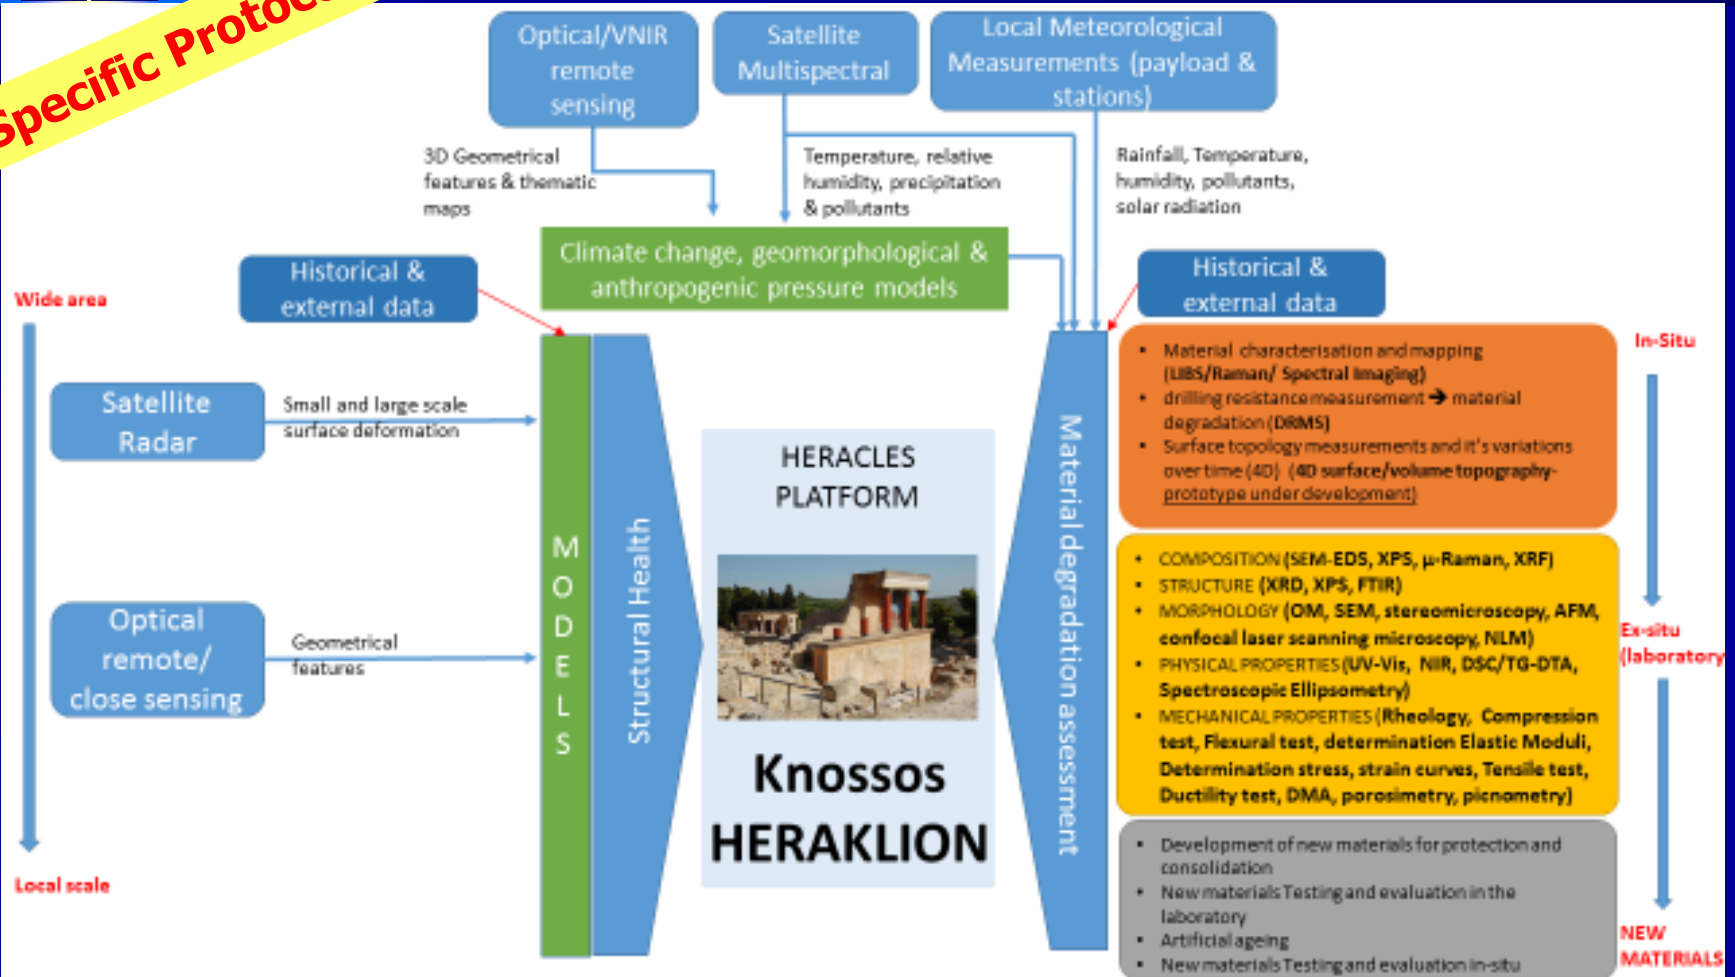 Specific Protoc
Optical/VNIR
remote
sensing
Satellite
Multispectral
Local Meteorological
Measurements (payload &
stations)
3D Geometrical
features & thematic
maps
Temperature, relative
humidity, precipitation
& pollutants
Rainfall, Temperature,
humidity, pollutants,
solar radiation
Climate change, geomorphological &
anthropogenic pressure models
Historical &
external data
Historical &
external data
Wide area
Satellite
Radar
Small and large scale
surface deformation
Optical
remote/
close sensing
Geometrical
features
Local scale
MODELS
Structural Health
HERACLES
PLATFORM
Knossos
HERAKLION
Material degradation assessment
• Material characterisation and mapping
(LIBS/Raman/ Spectral Imaging)
• drilling resistance measurement ➔ material
degradation (DRMS)
• Surface topology measurements and it's variations
over time (4D) (4D surface/volume topography-
prototype under development)
• COMPOSITION (SEM-EDS, XPS, μ-Raman, XRF)
• STRUCTURE (XRD, XPS, FTIR)
• MORPHOLOGY (OM, SEM, stereomicroscopy, AFM,
confocal laser scanning microscopy, NLM)
• PHYSICAL PROPERTIES (UV-Vis, NIR, DSC/TG-DTA,
Spectroscopic Ellipsometry)
• MECHANICAL PROPERTIES (Rheology, Compression
test, Flexural test, determination Elastic Moduli,
Determination stress, strain curves, Tensile test,
Ductility test, DMA, porosimetry, picnometry)
• Development of new materials for protection and
consolidation
• New materials Testing and evaluation in the
laboratory
• Artificial ageing
• New materials Testing and evaluation in-situ
In-Situ
Ex-situ
(laboratory
NEW
MATERIALS